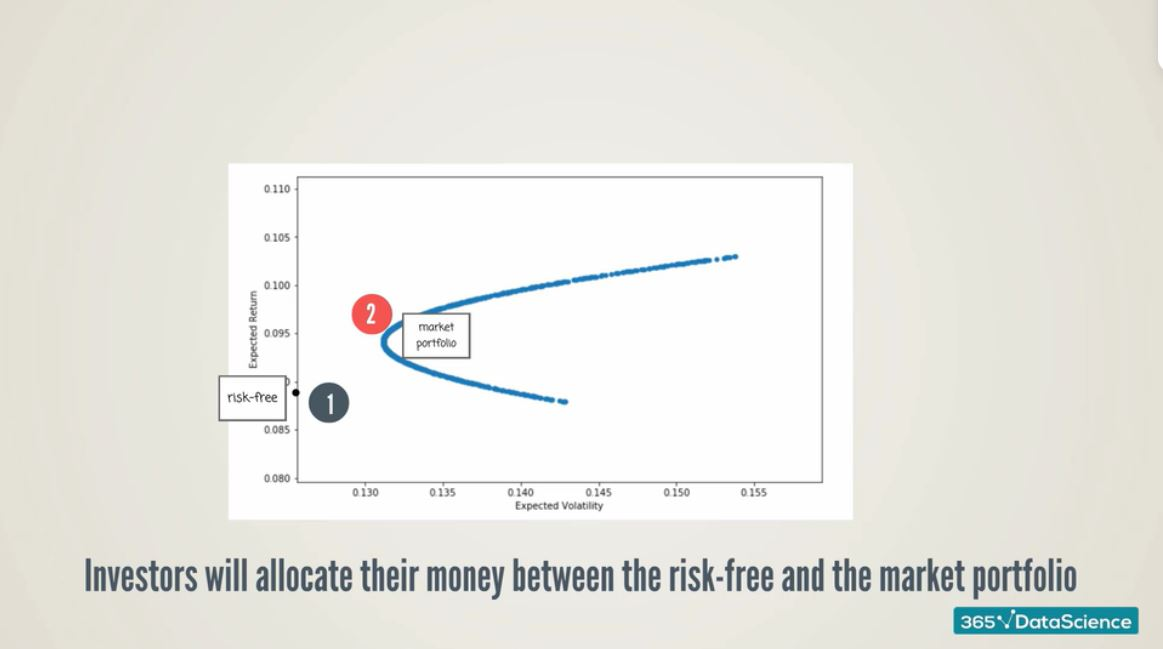 0.110
0.105
0.100
0.095
0.085
0.080
Expected Return
2
market
portfolio
risk-free
1
0.130 0.135 0.140 0.145 0.150 0.155
Expected Volatility
Investors will allocate their money between the risk-free and the market portfolio
365 DataScience